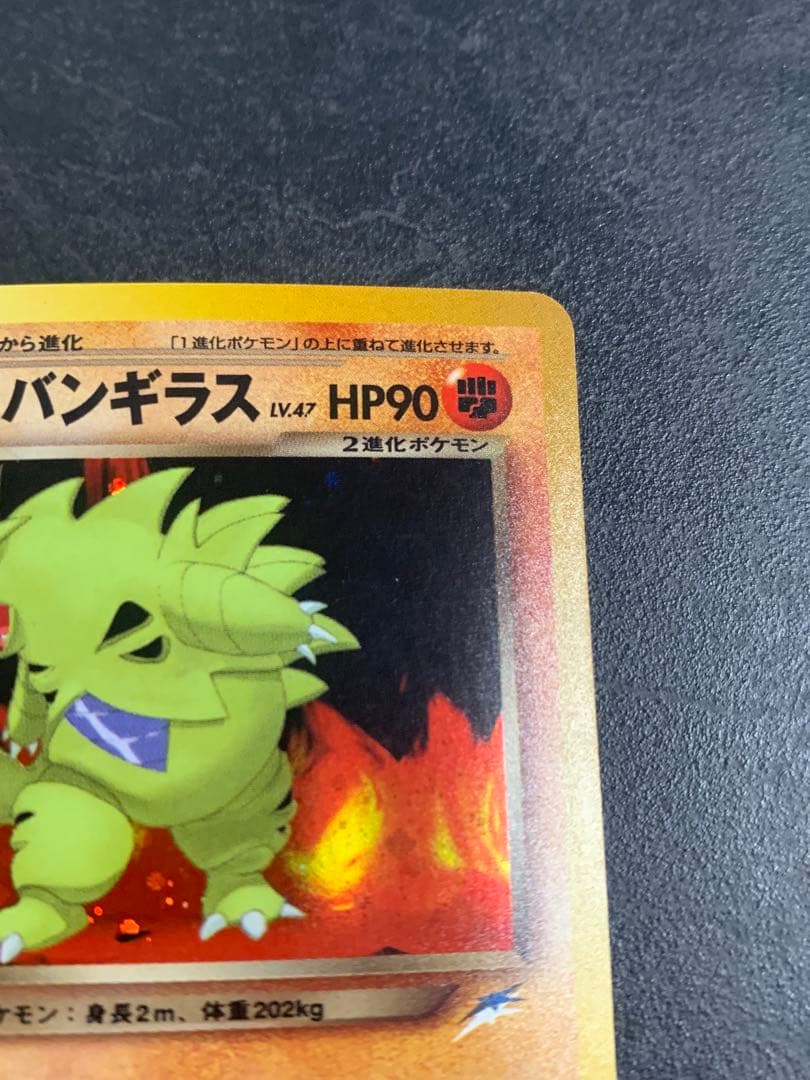 から進化 「1進化ポケモン」の上に重ねて進化させます。
バンギラス LV.47 HP90
2進化ポケモン
ケモン：身長2m、体重202kg